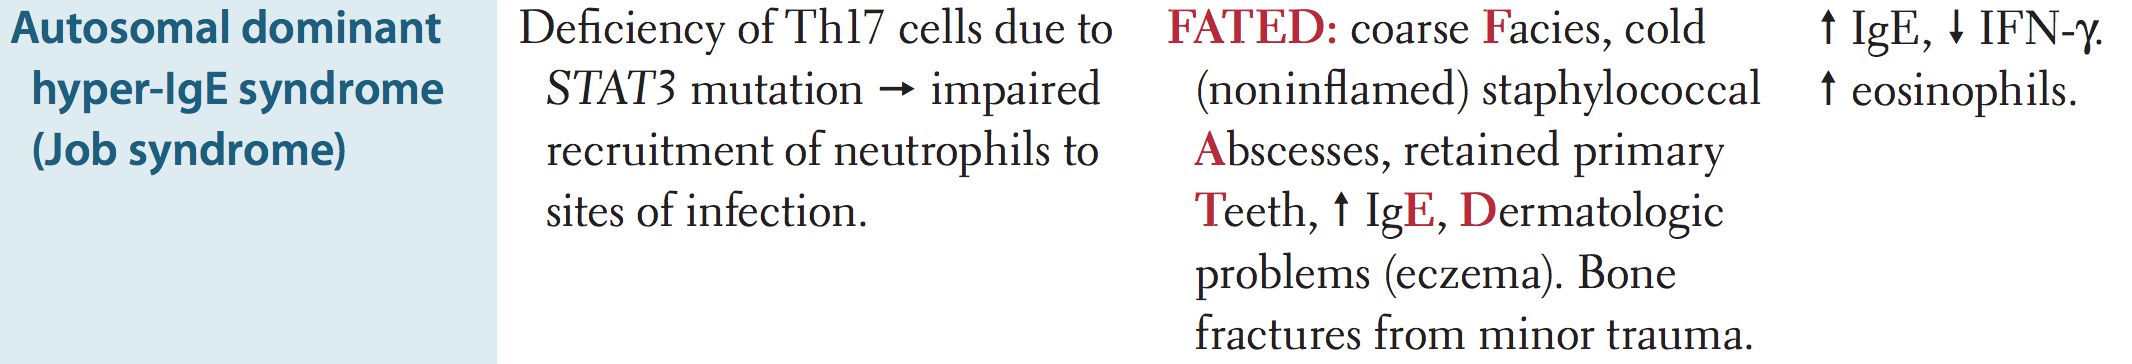 Autosomal dominant
hyper-IgE syndrome
(Job syndrome)
Deficiency of Th17 cells due to
STAT3 mutation → impaired
recruitment of neutrophils to
sites of infection.
FATED: coarse Facies, cold
(noninflamed) staphylococcal
Abscesses, retained primary
Teeth, ↑ IgE, Dermatologic
problems (eczema). Bone
fractures from minor trauma.
↑ IgE, ↓ IFN-γ.
↑ eosinophils.